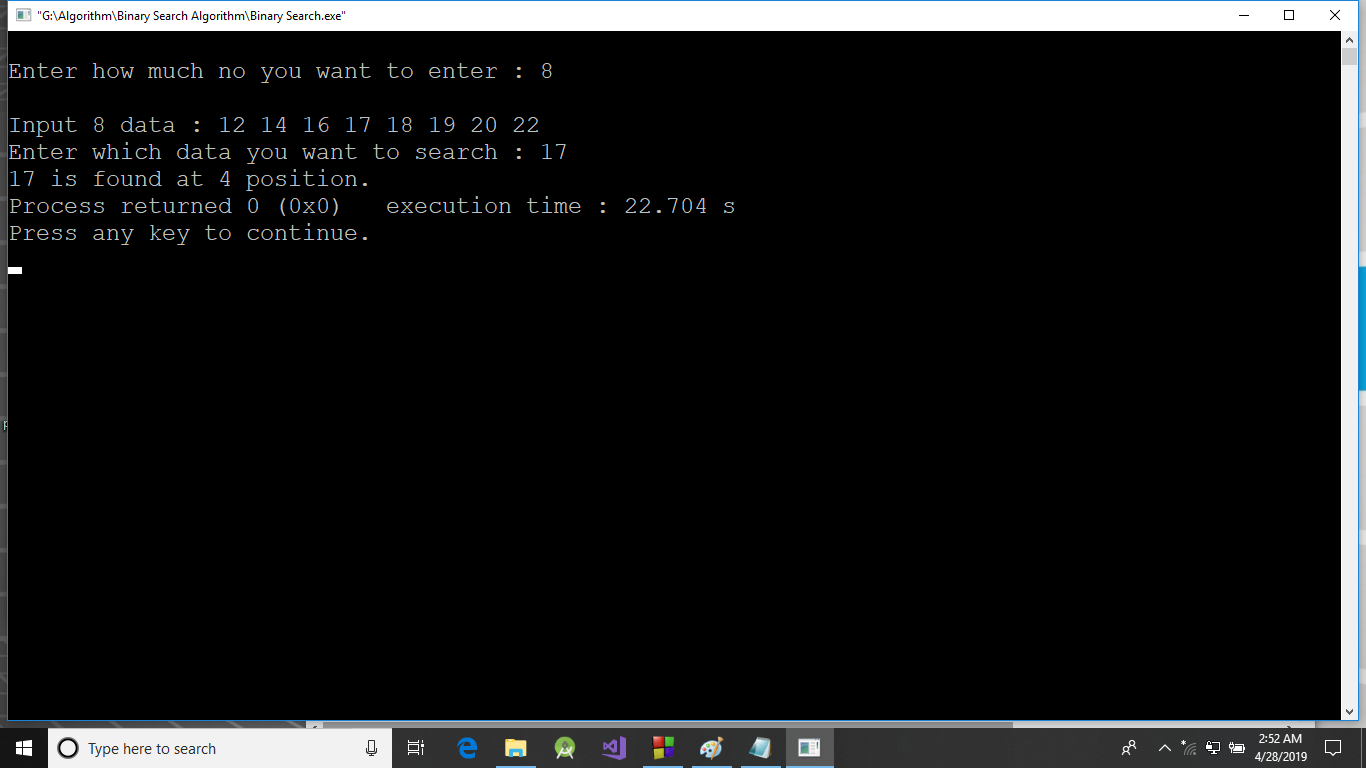 "G:\Algorithm\Binary Search Algorithm\Binary Search.exe"
Enter how much no you want to enter : 8
Input 8 data : 12 14 16 17 18 19 20 22
Enter which data you want to search : 17
17 is found at 4 position.
Process returned 0 (0x0)   execution time : 22.704 s
Press any key to continue.
Type here to search
2:52 AM
4/28/2019